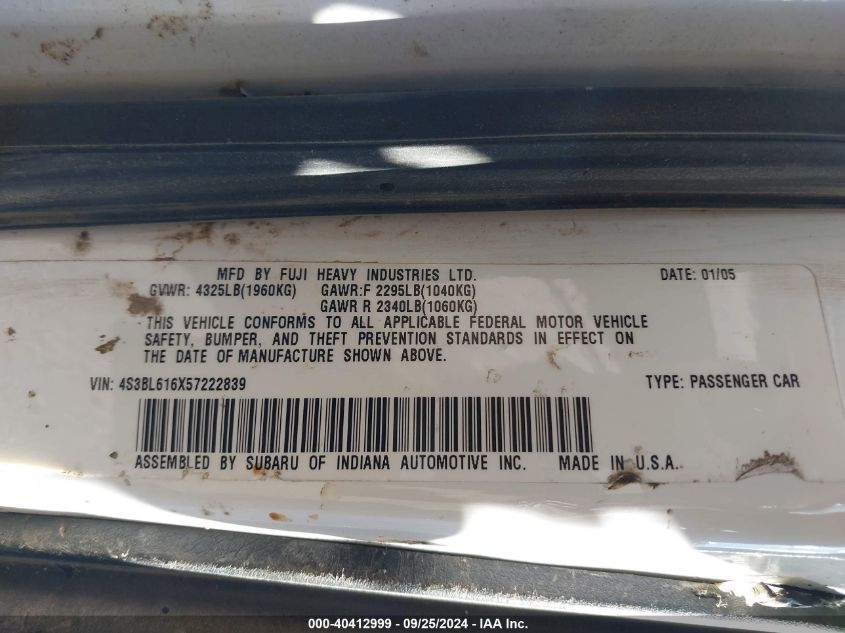 MFD BY FUJI HEAVY INDUSTRIES LTD. DATE: 01/05
GVWR: 4325LB(1960KG) GAWR:F 2295LB(1040KG)
GAWR R 2340LB(1060KG)
THIS VEHICLE CONFORMS TO ALL APPLICABLE FEDERAL MOTOR VEHICLE
SAFETY, BUMPER, AND THEFT PREVENTION STANDARDS IN EFFECT ON
THE DATE OF MANUFACTURE SHOWN ABOVE.
VIN: 4S3BL616X57222839 TYPE: PASSENGER CAR
ASSEMBLED BY SUBARU OF INDIANA AUTOMOTIVE INC. MADE IN U.S.A.
000-40412999 - 09/25/2024 - IAA Inc.